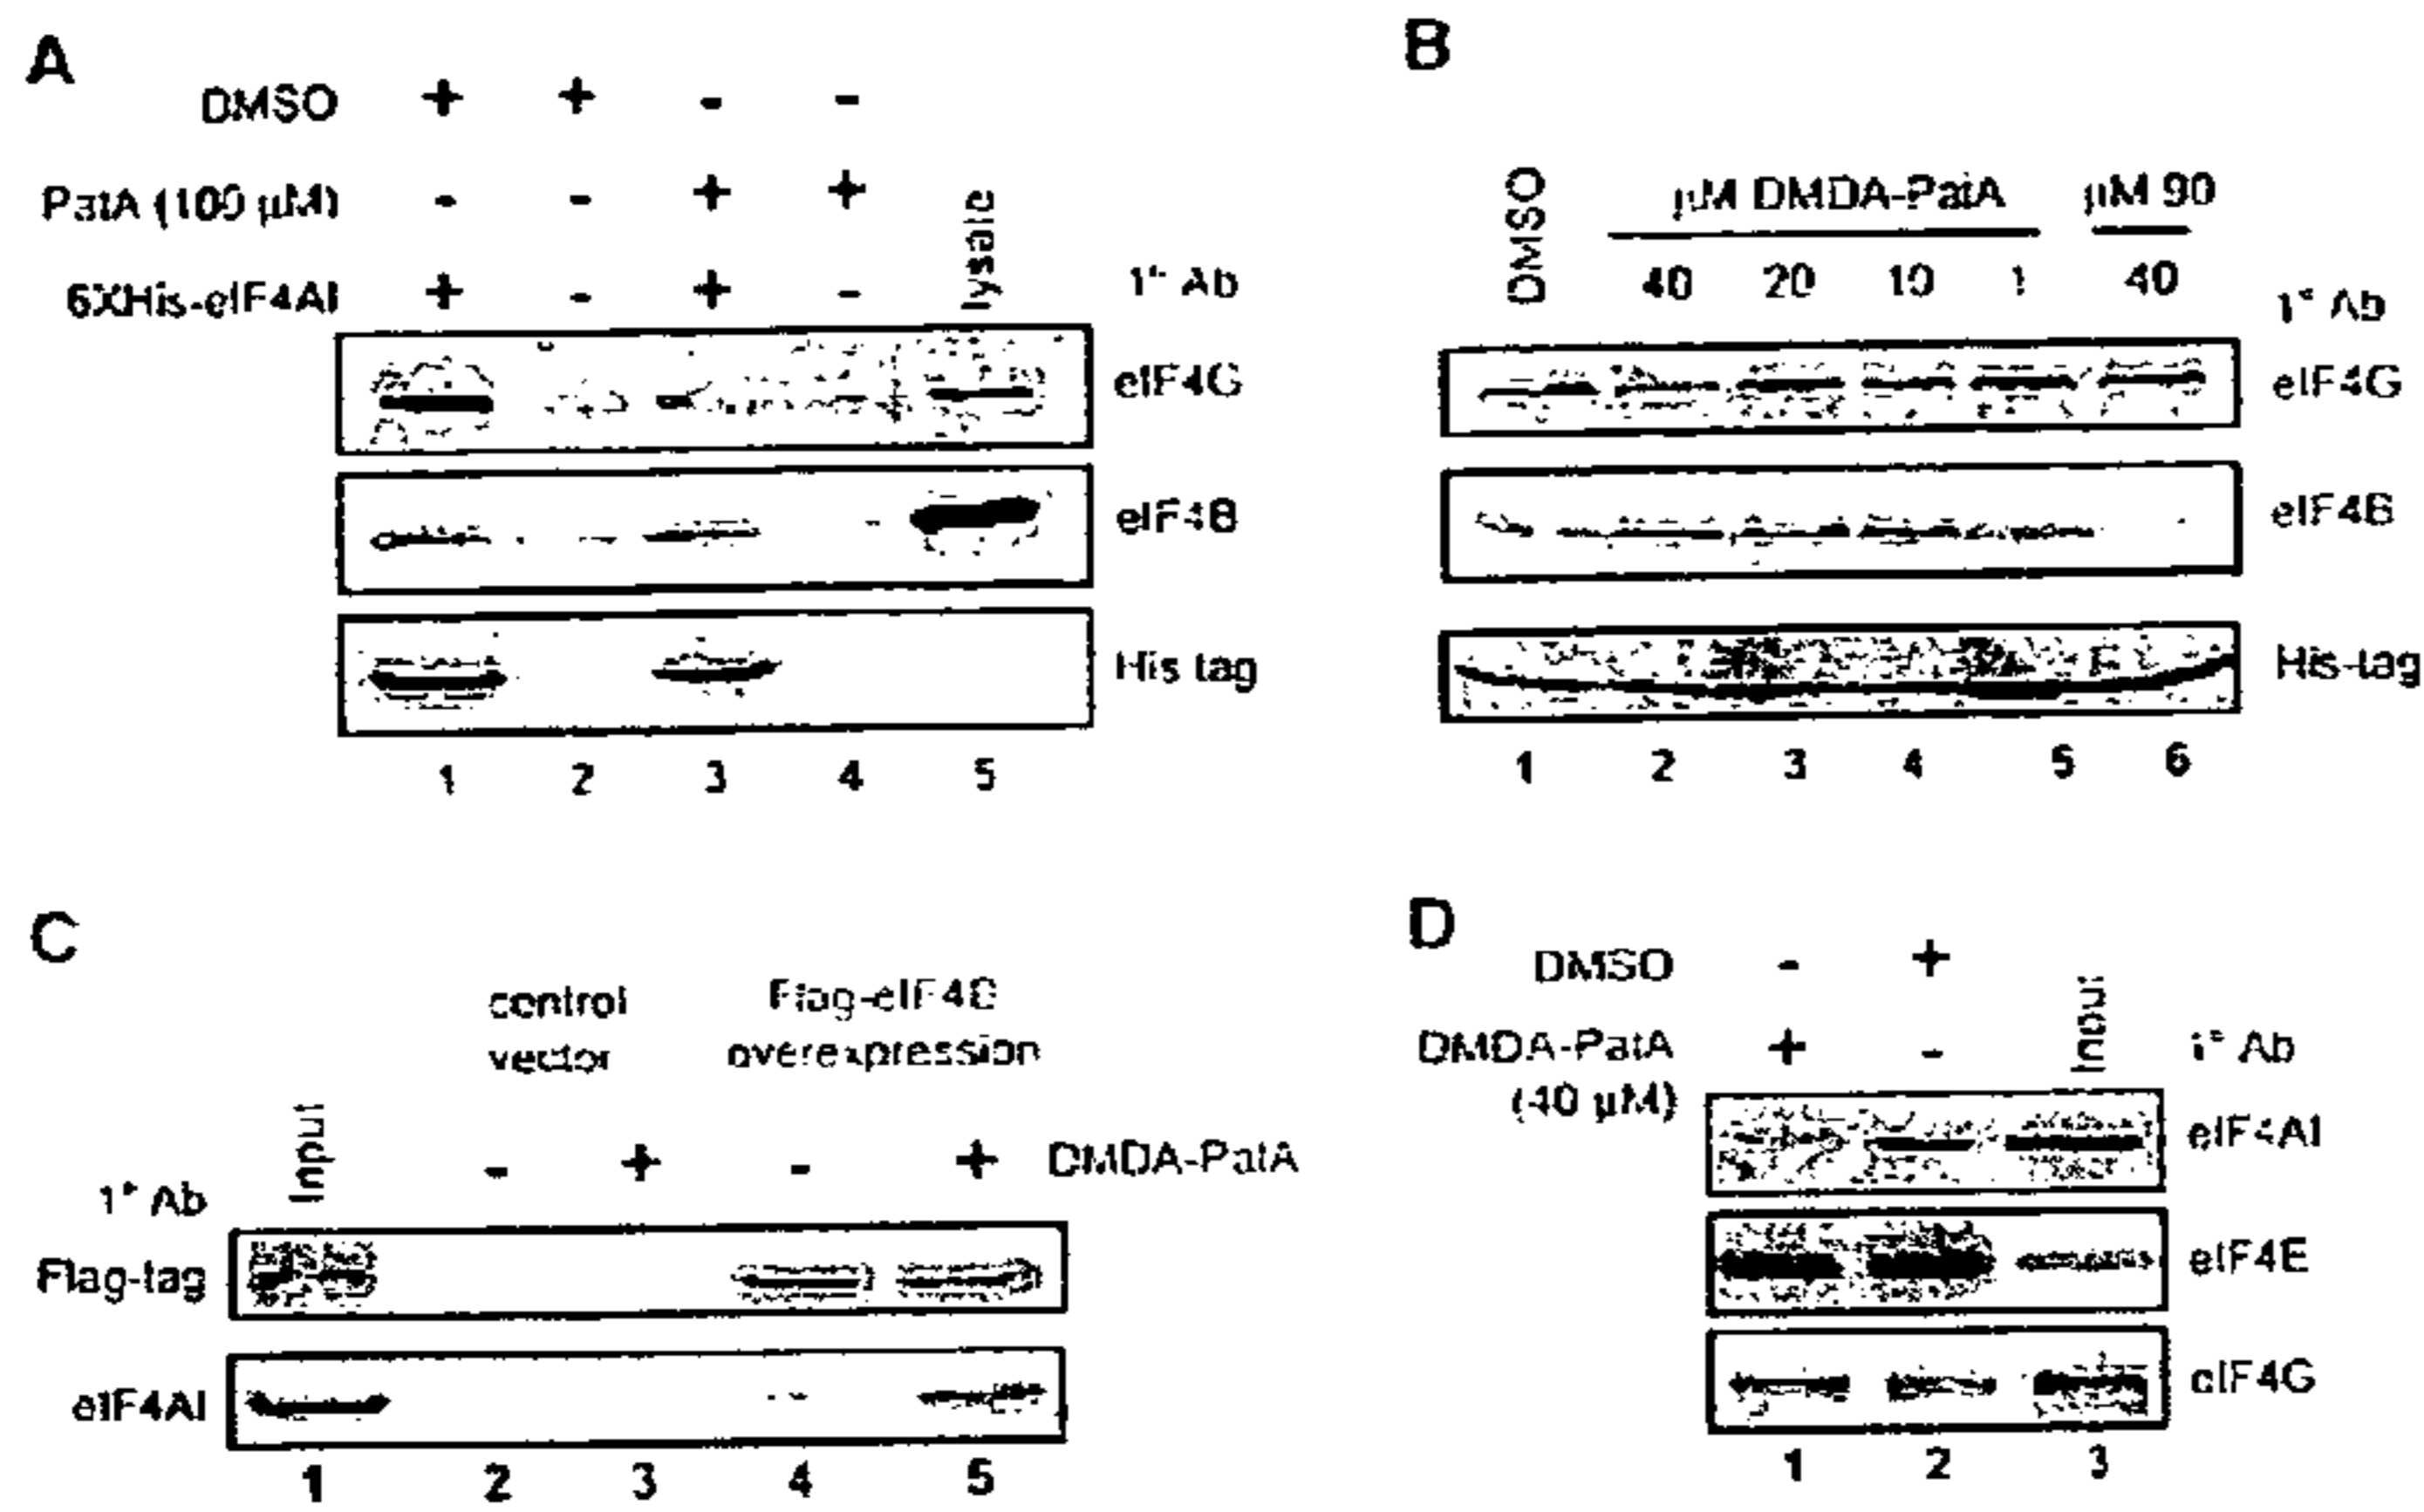 A
DMSO + + - -
PatA (100 µM) - - + +
6XHis-eIF4AI + - + - lysate 1° Ab
eIF4G
eIF4B
His tag
1 2 3 4 5
B
DMSO µM DMDA-PatA µM 90
40 20 10 1 40
1° Ab
eIF4G
eIF4B
His-tag
1 2 3 4 5 6
C
control vector
Flag-eIF4B overexpression
1° Ab Input - + - + DMDA-PatA
Flag-tag
eIF4AI
1 2 3 4 5
D
DMSO - +
DMDA-PatA + - Input 1° Ab
(40 µM)
eIF4AI
eIF4E
eIF4G
1 2 3